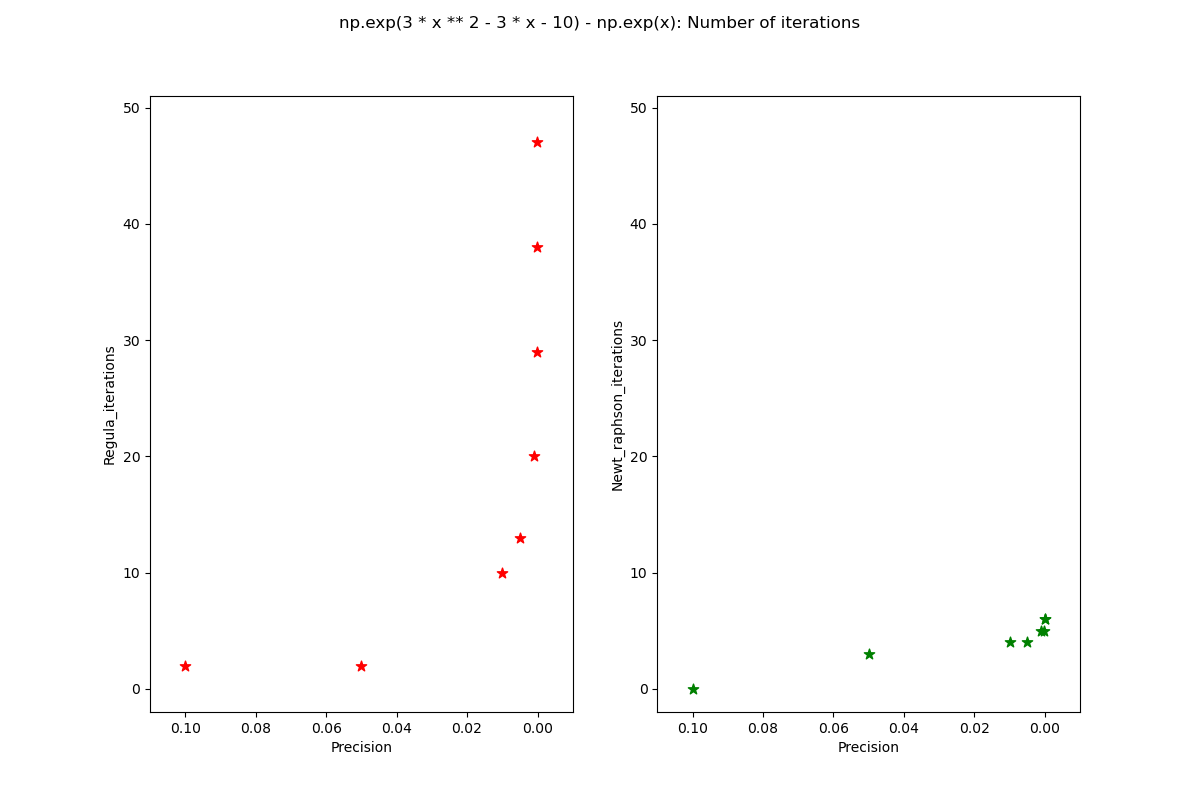 np.exp(3 * x ** 2 - 3 * x - 10) - np.exp(x): Number of iterations
50
40
30
20
10
0
Regula_iterations
0.10 0.08 0.06 0.04 0.02 0.00
Precision
50
40
30
20
10
0
Newt_raphson_iterations
0.10 0.08 0.06 0.04 0.02 0.00
Precision